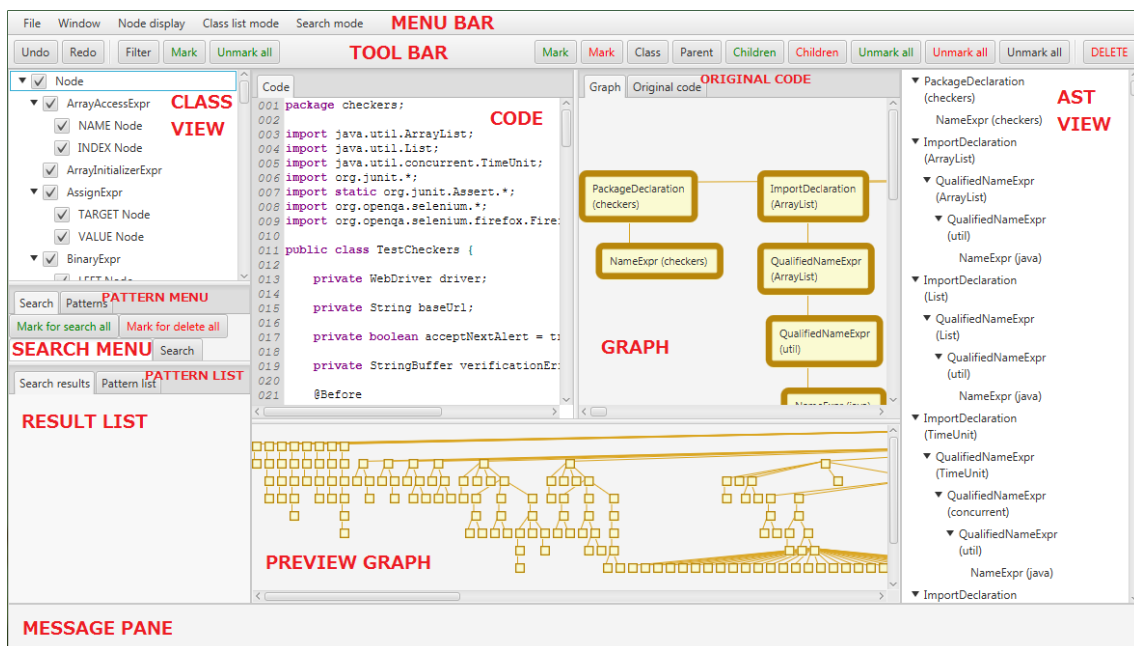 File Window Node display Class list mode Search mode MENU BAR
Undo Redo Filter Mark Unmark all TOOL BAR Mark Mark Class Parent Children Children Unmark all Unmark all Unmark all DELETE
Node
ArrayAccessExpr
NAME Node
INDEX Node
ArrayInitializerExpr
AssignExpr
TARGET Node
VALUE Node
BinaryExpr
LEFT Node
CLASS
VIEW
Search Patterns PATTERN MENU
Mark for search all Mark for delete all
SEARCH MENU Search
Search results Pattern list PATTERN LIST
RESULT LIST
Code
CODE
001 package checkers;
002
003 import java.util.ArrayList;
004 import java.util.List;
005 import java.util.concurrent.TimeUnit;
006 import org.junit.*;
007 import static org.junit.Assert.*;
008 import org.openqa.selenium.*;
009 import org.openqa.selenium.firefox.Fire
010
011 public class TestCheckers {
012
013 private WebDriver driver;
014
015 private String baseUrl;
016
017 private boolean acceptNextAlert = t
018
019 private StringBuffer verificationEr
020
021 @Before
Graph Original code ORIGINAL CODE
PackageDeclaration
(checkers)
NameExpr (checkers)
ImportDeclaration
(ArrayList)
QualifiedNameExpr
(ArrayList)
QualifiedNameExpr
(util)
NameExpr (java)
GRAPH
PREVIEW GRAPH
AST
VIEW
PackageDeclaration
(checkers)
NameExpr (checkers)
ImportDeclaration
(ArrayList)
QualifiedNameExpr
(ArrayList)
QualifiedNameExpr
(util)
NameExpr (java)
ImportDeclaration
(List)
QualifiedNameExpr
(List)
QualifiedNameExpr
(util)
NameExpr (java)
ImportDeclaration
(TimeUnit)
QualifiedNameExpr
(TimeUnit)
QualifiedNameExpr
(concurrent)
QualifiedNameExpr
(util)
NameExpr (java)
ImportDeclaration
MESSAGE PANE